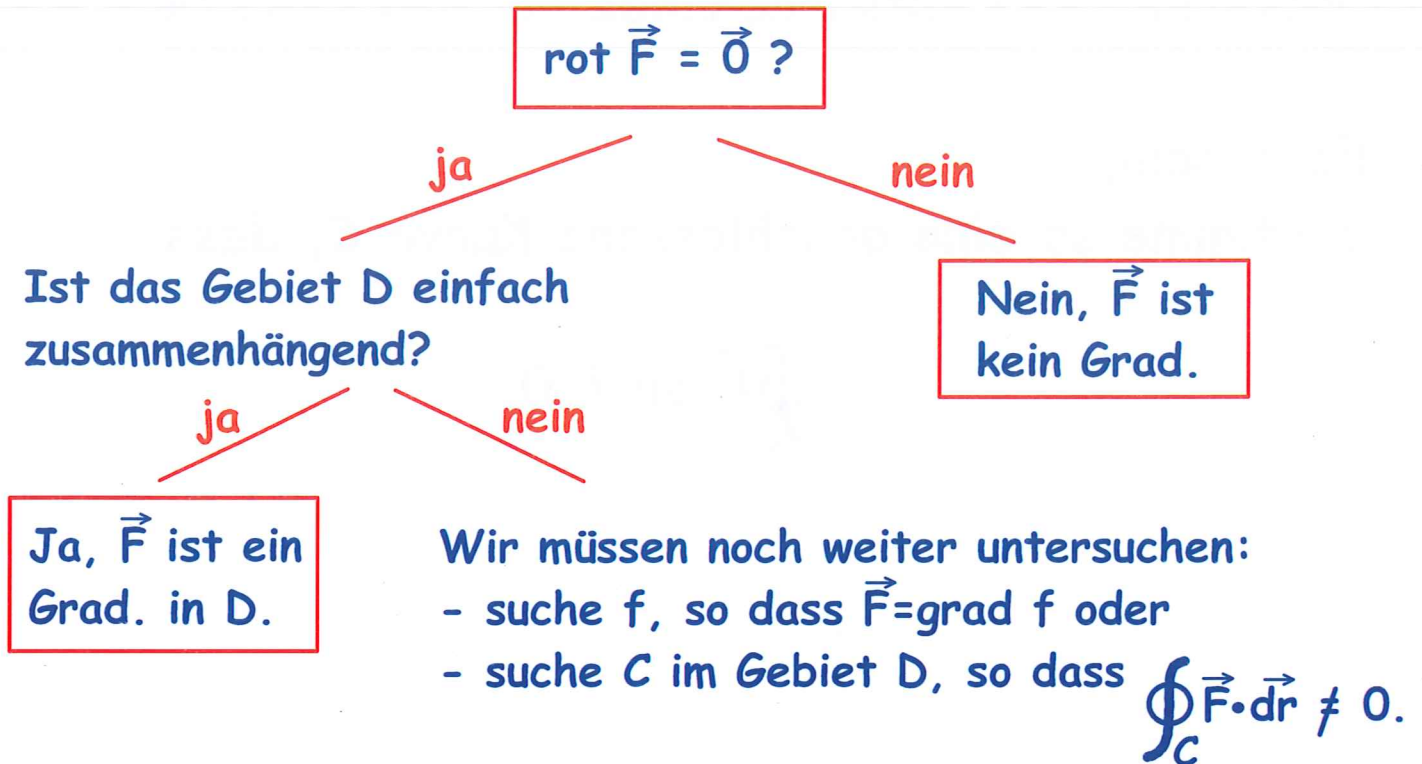 rot F⃗ = 0⃗ ?
ja
nein
Ist das Gebiet D einfach
zusammenhängend?
Nein, F⃗ ist
kein Grad.
ja
nein
Ja, F⃗ ist ein
Grad. in D.
Wir müssen noch weiter untersuchen:
- suche f, so dass F⃗=grad f oder
- suche C im Gebiet D, so dass ∮_C F⃗•dr⃗ ≠ 0.